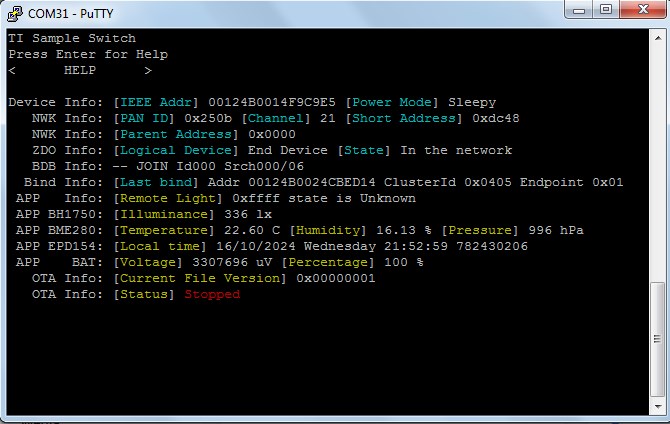 COM31 - PuTTY
TI Sample Switch
Press Enter for Help
<      HELP      >
Device Info: [IEEE Addr] 00124B0014F9C9E5 [Power Mode] Sleepy
NWK Info: [PAN ID] 0x250b [Channel] 21 [Short Address] 0xdc48
NWK Info: [Parent Address] 0x0000
ZDO Info: [Logical Device] End Device [State] In the network
BDB Info: -- JOIN Id000 Srch000/06
Bind Info: [Last bind] Addr 00124B0024CBED14 ClusterId 0x0405 Endpoint 0x01
APP   Info: [Remote Light] 0xffff state is Unknown
APP BH1750: [Illuminance] 336 lx
APP BME280: [Temperature] 22.60 C [Humidity] 16.13 % [Pressure] 996 hPa
APP EPD154: [Local time] 16/10/2024 Wednesday 21:52:59 782430206
APP    BAT: [Voltage] 3307696 uV [Percentage] 100 %
OTA Info: [Current File Version] 0x00000001
OTA Info: [Status] Stopped